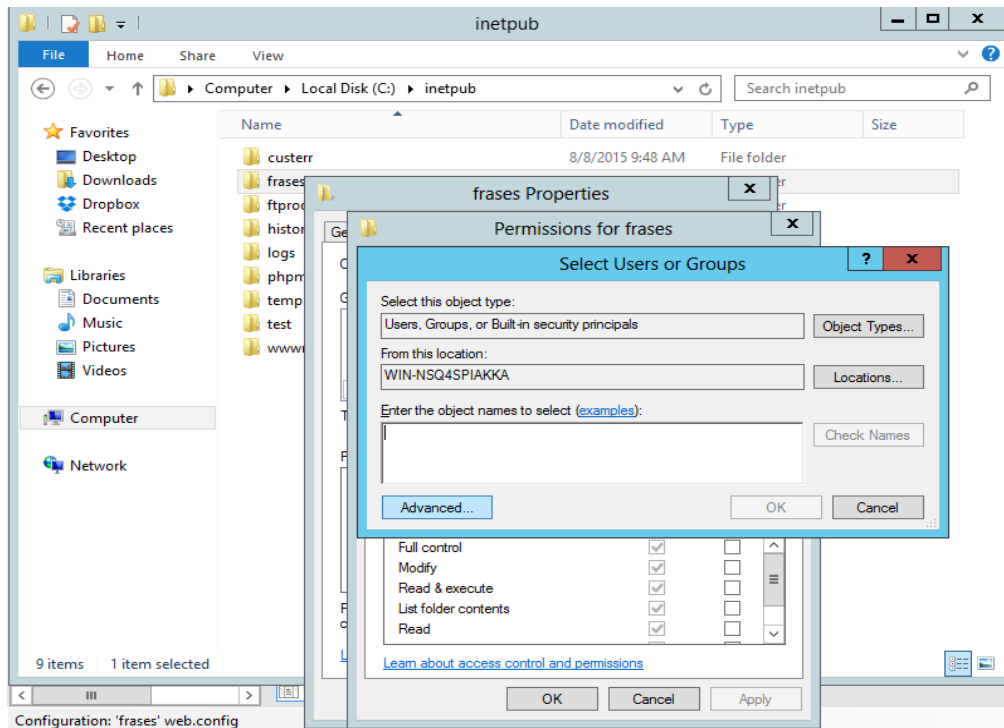 inetpub
File Home Share View
Computer Local Disk (C:) inetpub
Search inetpub
Favorites
Desktop
Downloads
Dropbox
Recent places
Libraries
Documents
Music
Pictures
Videos
Computer
Network
Name Date modified Type Size
custerr 8/8/2015 9:48 AM File folder
frases
histor
logs
phpm
temp
test
frases Properties
Permissions for frases
Select Users or Groups
Select this object type:
Users, Groups, or Built-in security principals
Object Types...
From this location:
WIN-NSQ4SPIAKKA
Locations...
Enter the object names to select (examples):
Check Names
Advanced... OK Cancel
Full control
Modify
Read & execute
List folder contents
Read
Learn about access control and permissions
OK Cancel Apply
9 items 1 item selected
Configuration: 'frases' web.config